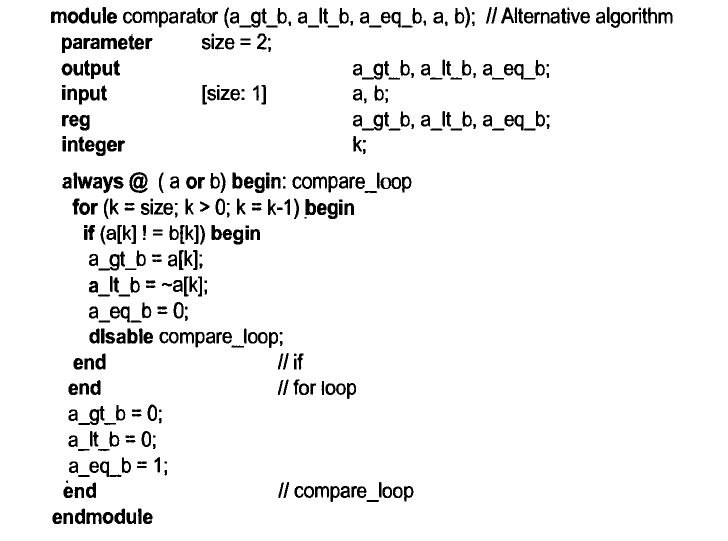 module comparator (a_gt_b, a_lt_b, a_eq_b, a, b); // Alternative algorithm
parameter size = 2;
output a_gt_b, a_lt_b, a_eq_b;
input [size: 1] a, b;
reg a_gt_b, a_lt_b, a_eq_b;
integer k;
always @ ( a or b) begin: compare_loop
for (k = size; k > 0; k = k-1) begin
if (a[k] ! = b[k]) begin
a_gt_b = a[k];
a_lt_b = ~a[k];
a_eq_b = 0;
disable compare_loop;
end // if
end // for loop
a_gt_b = 0;
a_lt_b = 0;
a_eq_b = 1;
end // compare_loop
endmodule